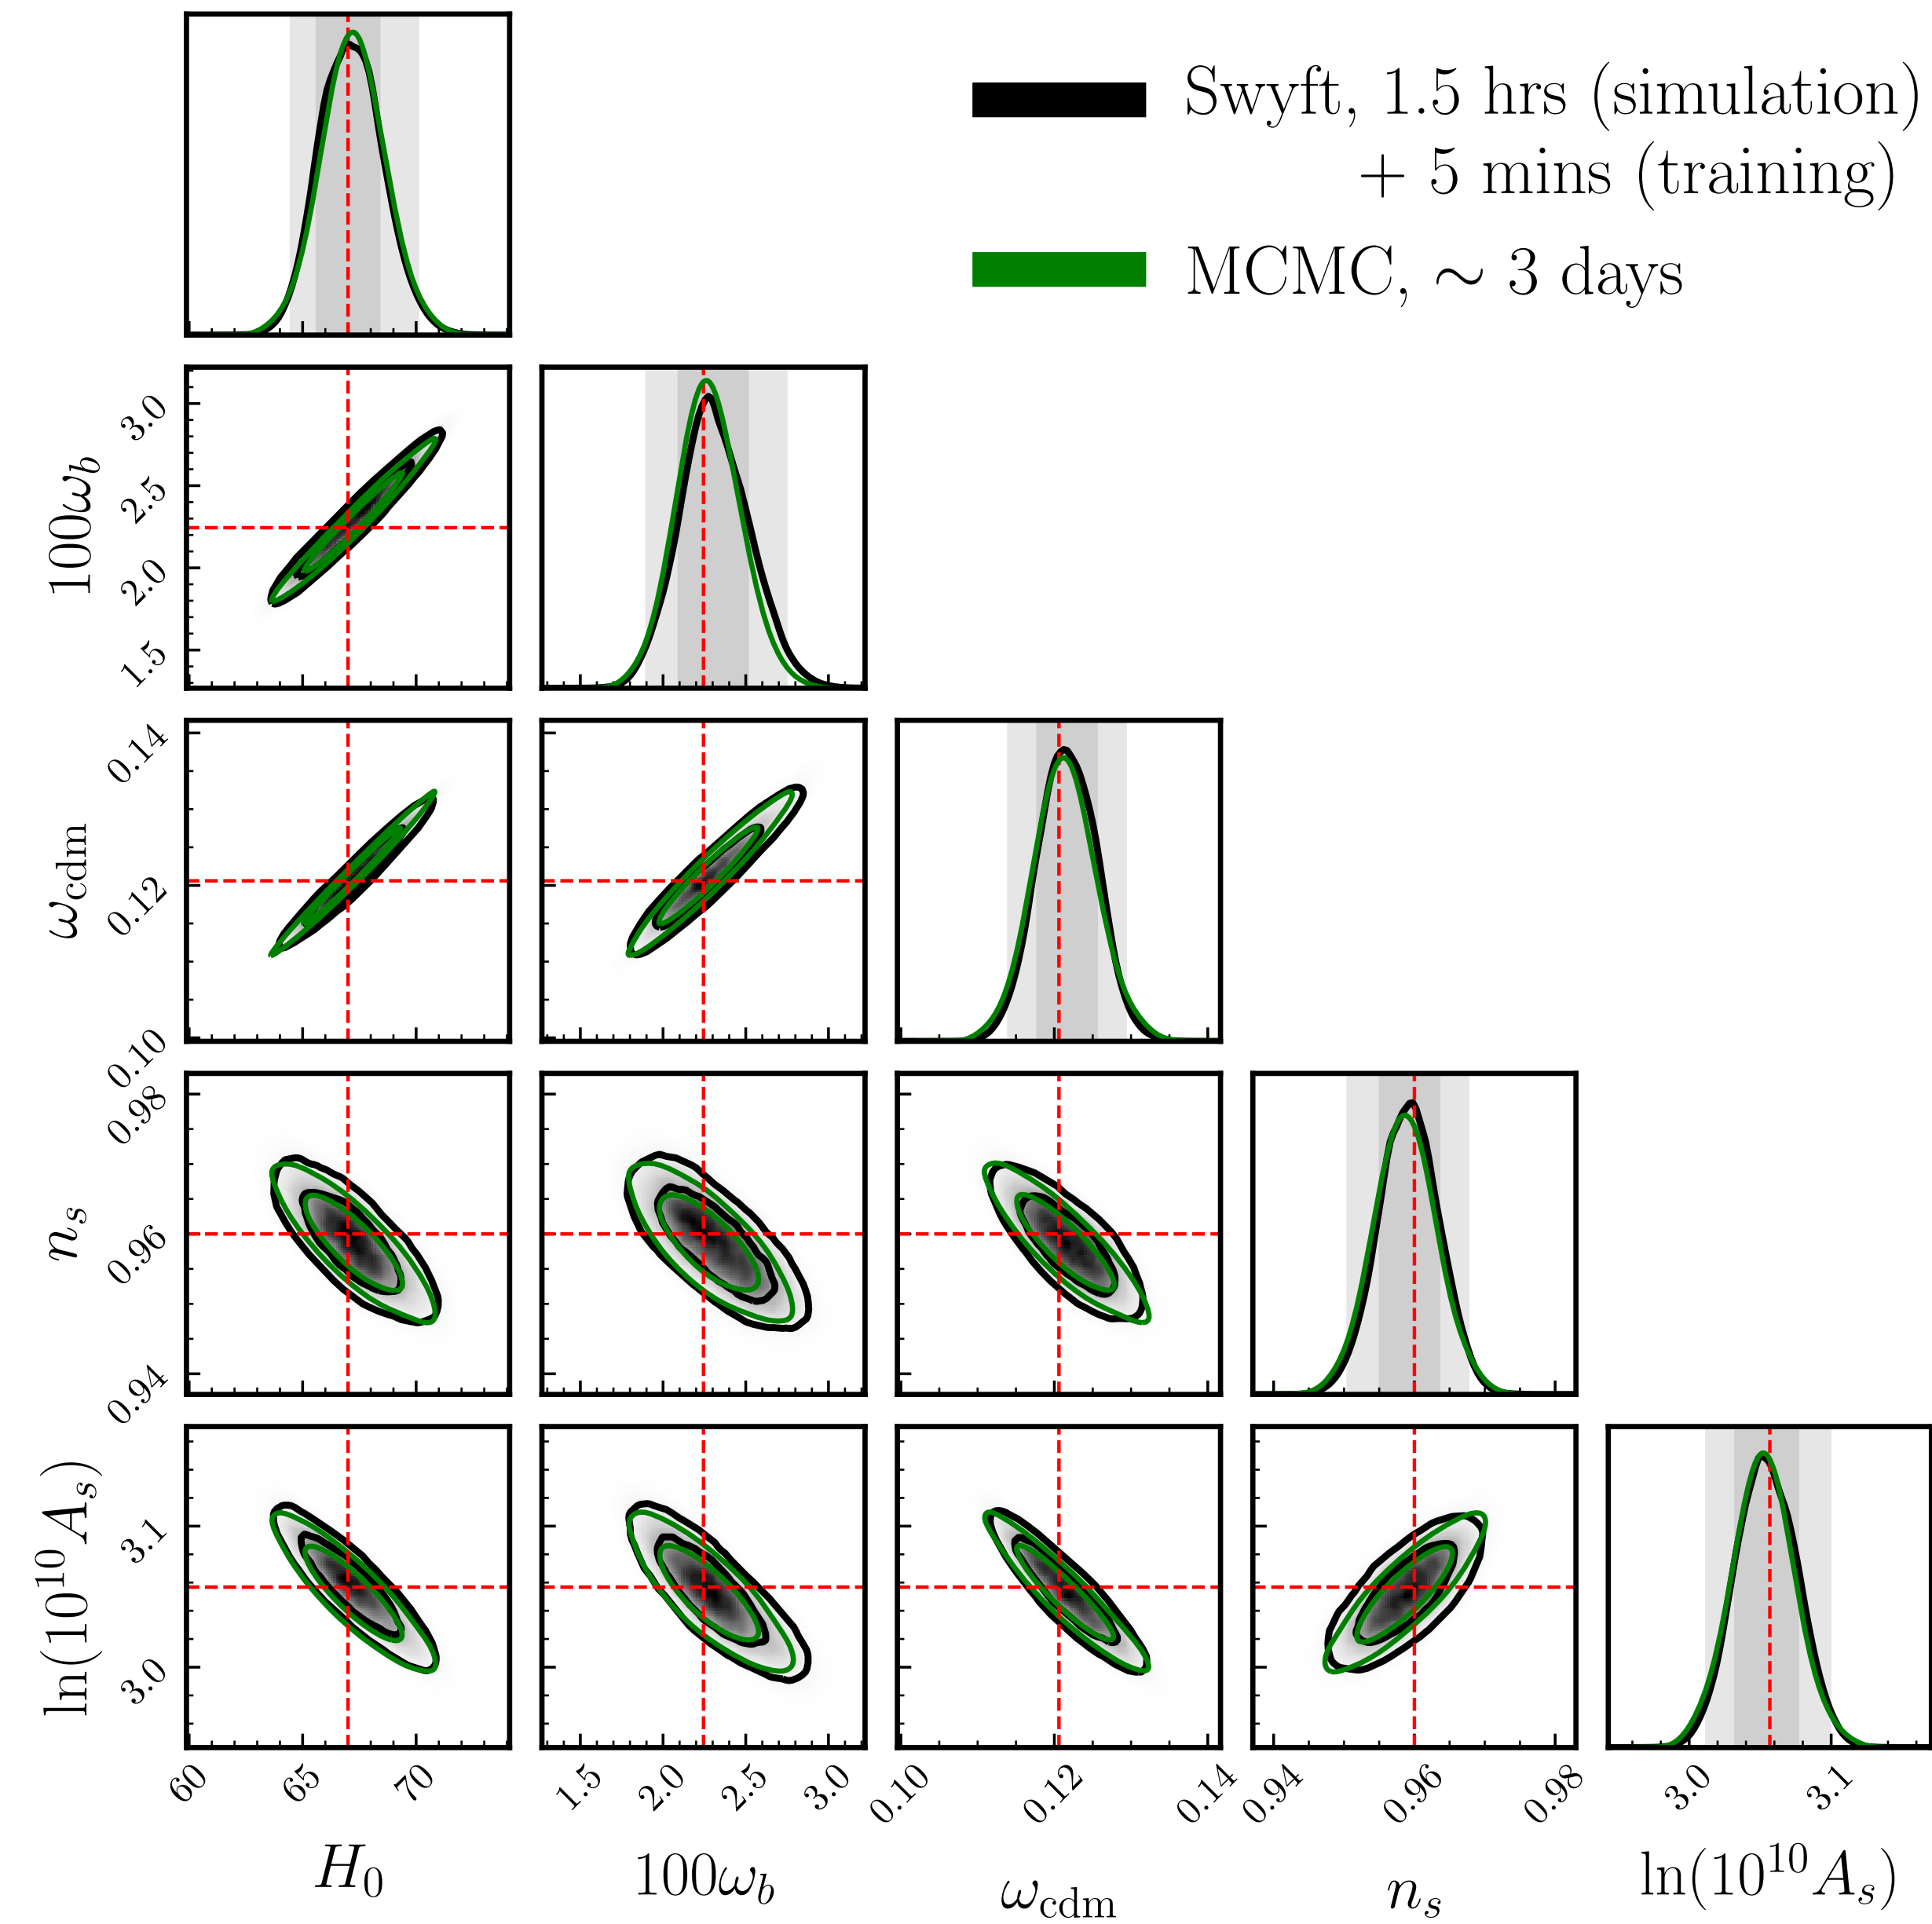 Swyft, 1.5 hrs (simulation)
+ 5 mins (training)
MCMC, ∼ 3 days
100ω_b
3.0
2.5
2.0
1.5
ω_cdm
0.14
0.12
0.10
n_s
0.98
0.96
0.94
ln(10^10 A_s)
3.1
3.0
60 65 70 1.5 2.0 2.5 3.0 0.10 0.12 0.14 0.94 0.96 0.98 3.0 3.1
H_0 100ω_b ω_cdm n_s ln(10^10 A_s)